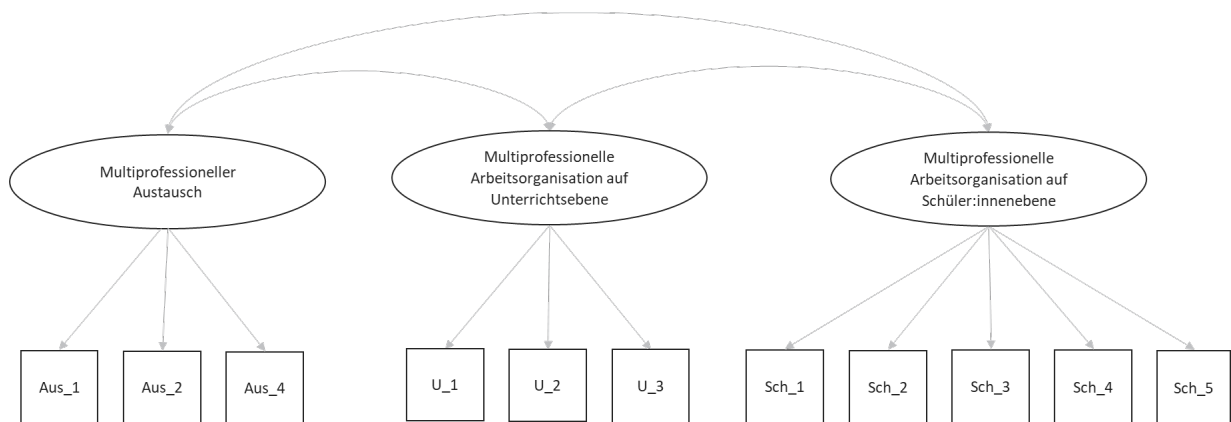 Multiprofessioneller
Austausch
Multiprofessionelle
Arbeitsorganisation auf
Unterrichtsebene
Multiprofessionelle
Arbeitsorganisation auf
Schüler:innenebene
Aus_1
Aus_2
Aus_4
U_1
U_2
U_3
Sch_1
Sch_2
Sch_3
Sch_4
Sch_5